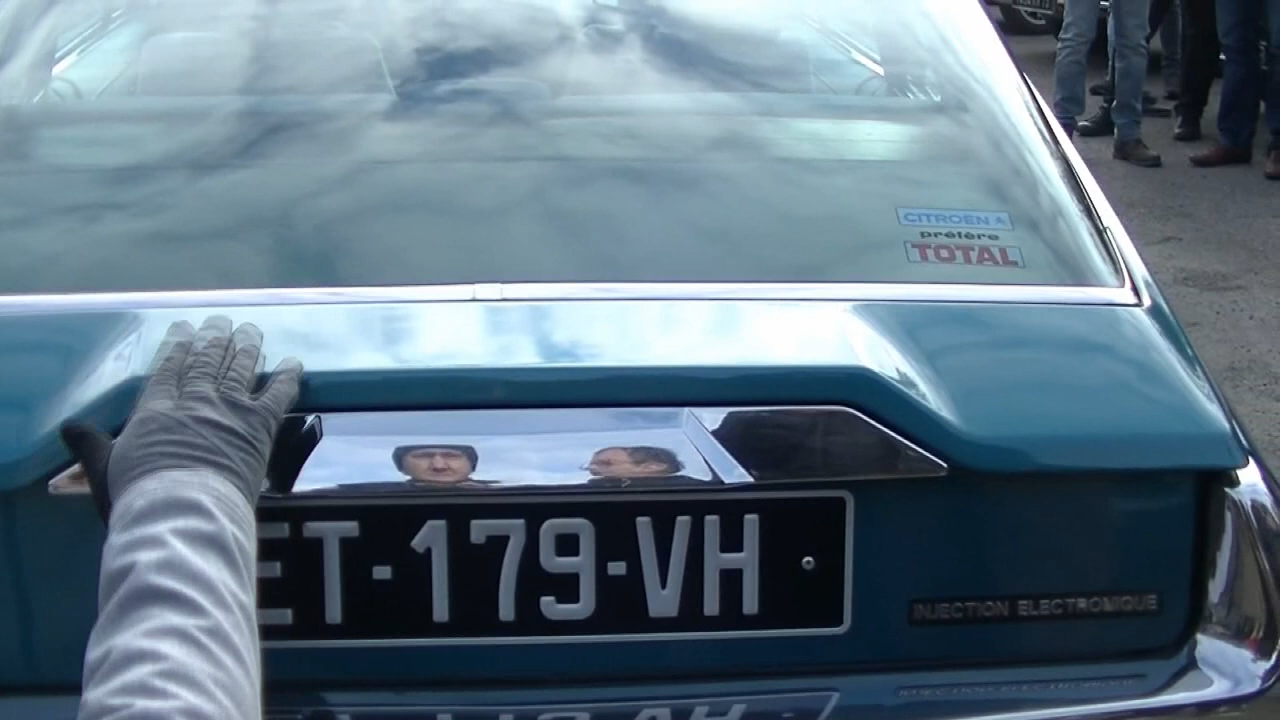 CITROËN
préfère
TOTAL
ET-179-VH
INJECTION ELECTRONIQUE